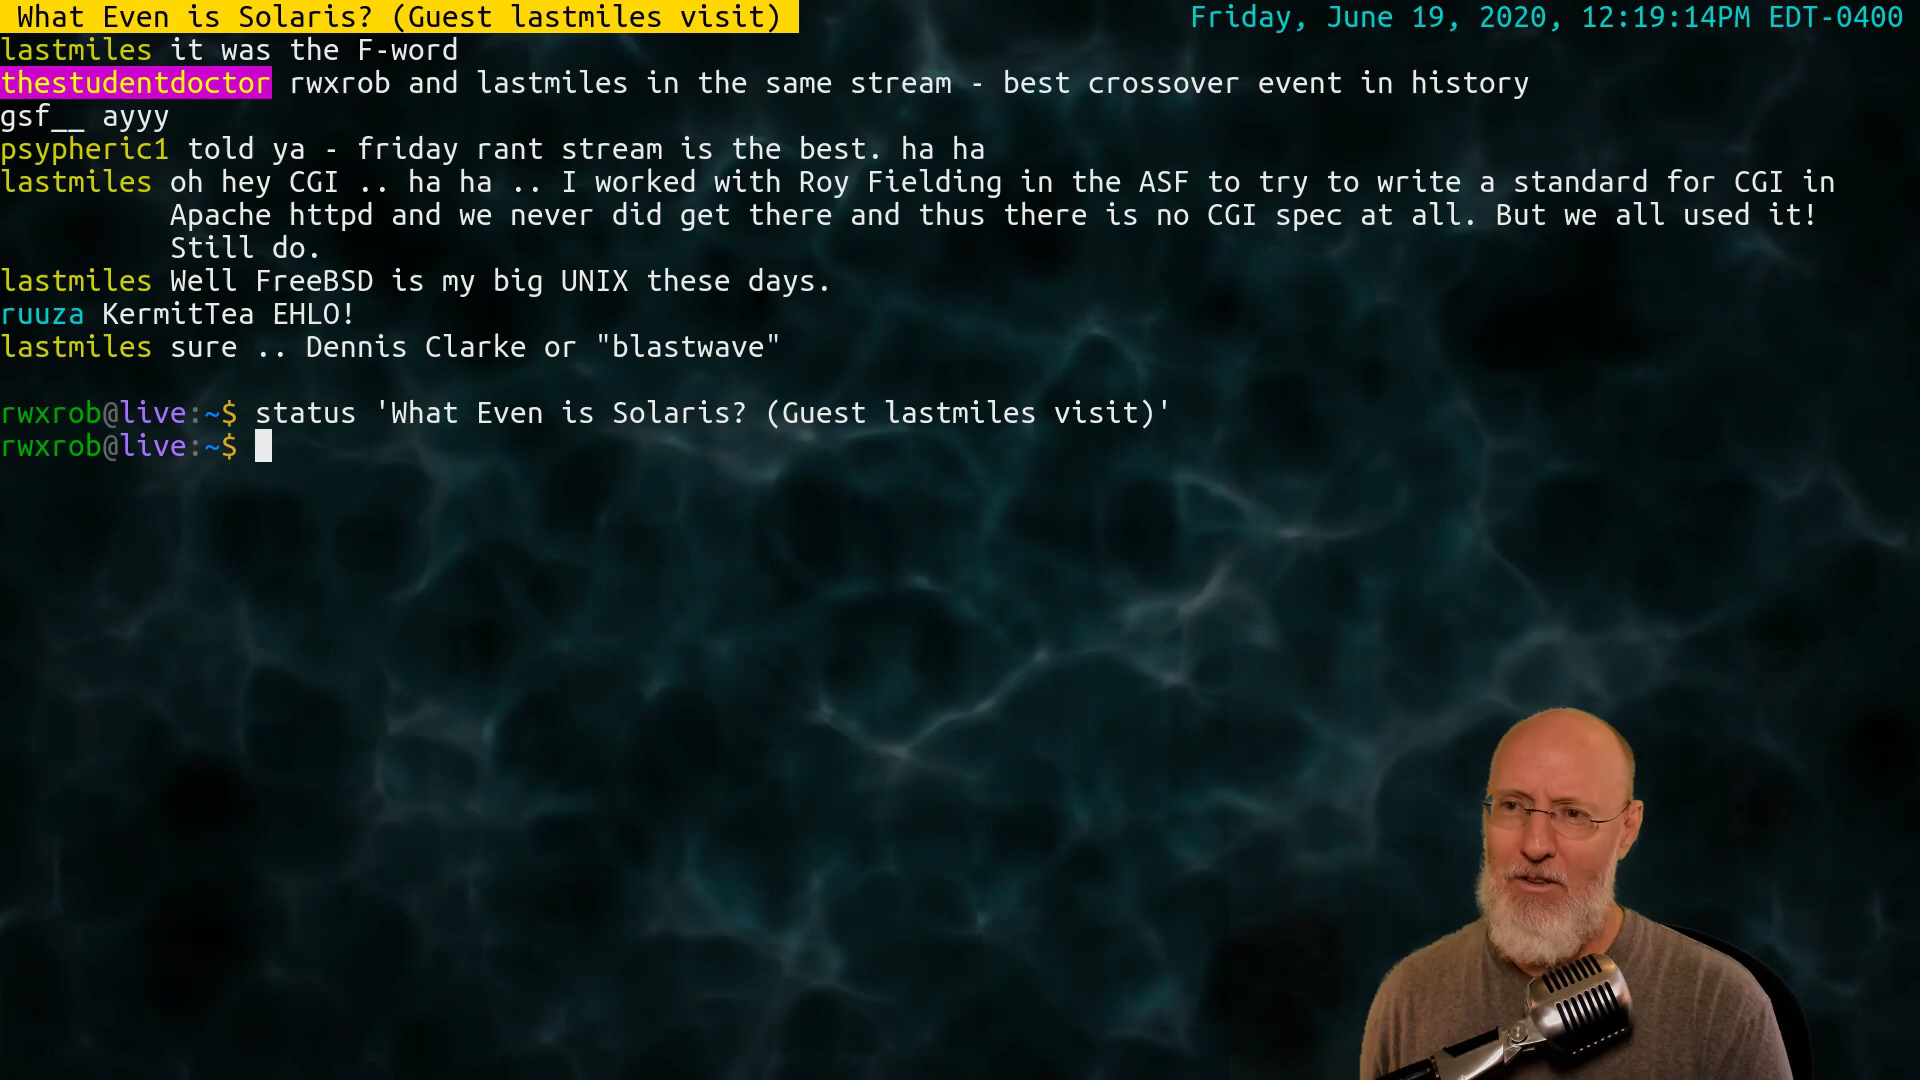 What Even is Solaris? (Guest lastmiles visit) Friday, June 19, 2020, 12:19:14PM EDT-0400
lastmiles it was the F-word
thestudentdoctor rwxrob and lastmiles in the same stream - best crossover event in history
gsf__ ayyy
psypheric1 told ya - friday rant stream is the best. ha ha
lastmiles oh hey CGI .. ha ha .. I worked with Roy Fielding in the ASF to try to write a standard for CGI in
Apache httpd and we never did get there and thus there is no CGI spec at all. But we all used it!
Still do.
lastmiles Well FreeBSD is my big UNIX these days.
ruuza KermitTea EHLO!
lastmiles sure .. Dennis Clarke or "blastwave"
rwxrob@live:~$ status 'What Even is Solaris? (Guest lastmiles visit)'
rwxrob@live:~$